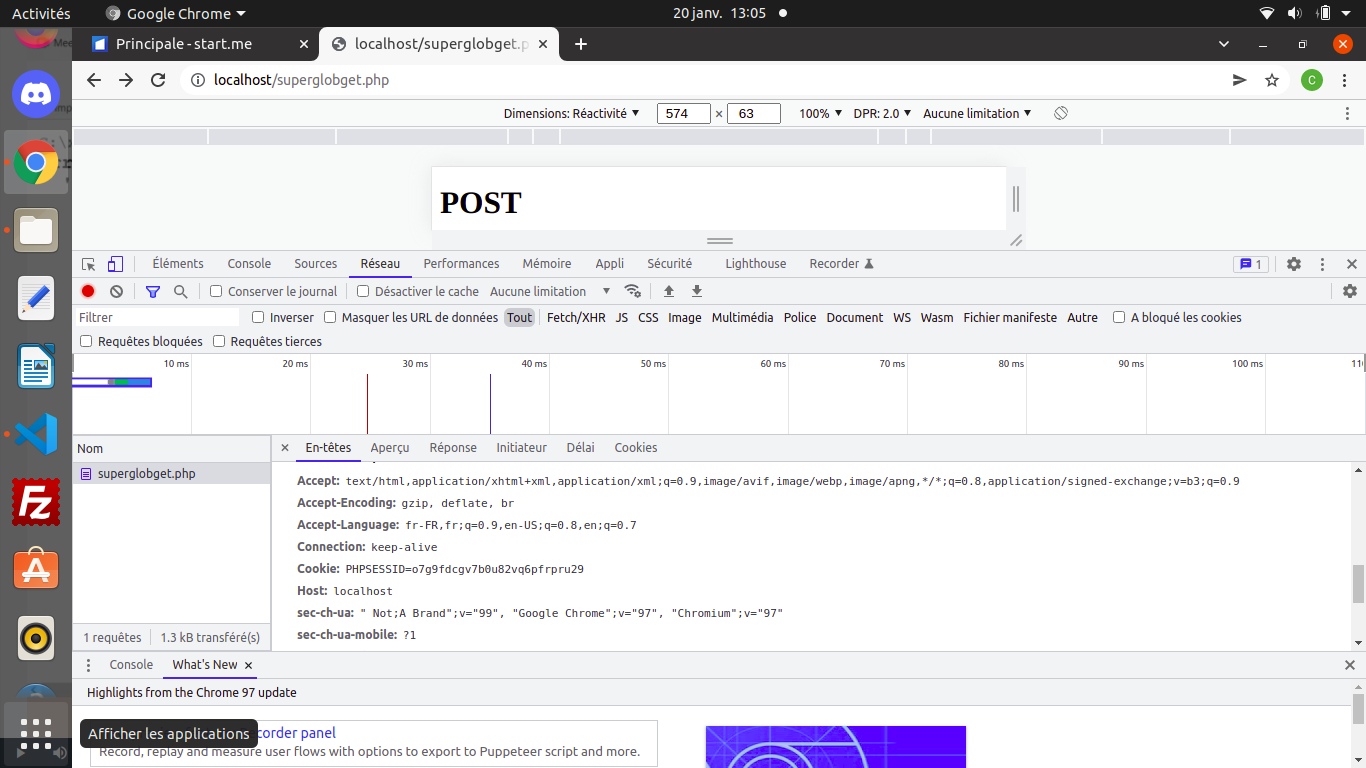 Activités Google Chrome 20 janv. 13:05
Principale - start.me localhost/superglobget.p
localhost/superglobget.php C
Dimensions: Réactivité 574 × 63 100% DPR: 2.0 Aucune limitation
POST
Éléments Console Sources Réseau Performances Mémoire Appli Sécurité Lighthouse Recorder 1
Conserver le journal Désactiver le cache Aucune limitation
Filtrer Inverser Masquer les URL de données Tout Fetch/XHR JS CSS Image Multimédia Police Document WS Wasm Fichier manifeste Autre A bloqué les cookies
Requêtes bloquées Requêtes tierces
10 ms 20 ms 30 ms 40 ms 50 ms 60 ms 70 ms 80 ms 90 ms 100 ms 11
Nom × En-têtes Aperçu Réponse Initiateur Délai Cookies
superglobget.php
Accept: text/html,application/xhtml+xml,application/xml;q=0.9,image/avif,image/webp,image/apng,*/*;q=0.8,application/signed-exchange;v=b3;q=0.9
Accept-Encoding: gzip, deflate, br
Accept-Language: fr-FR,fr;q=0.9,en-US;q=0.8,en;q=0.7
Connection: keep-alive
Cookie: PHPSESSID=o7g9fdcgv7b0u82vq6pfrpru29
Host: localhost
sec-ch-ua: " Not;A Brand";v="99", "Google Chrome";v="97", "Chromium";v="97"
sec-ch-ua-mobile: ?1
1 requêtes 1.3 kB transféré(s)
Console What's New ×
Highlights from the Chrome 97 update
Afficher les applications corder panel
Record, replay and measure user flows with options to export to Puppeteer script and more.